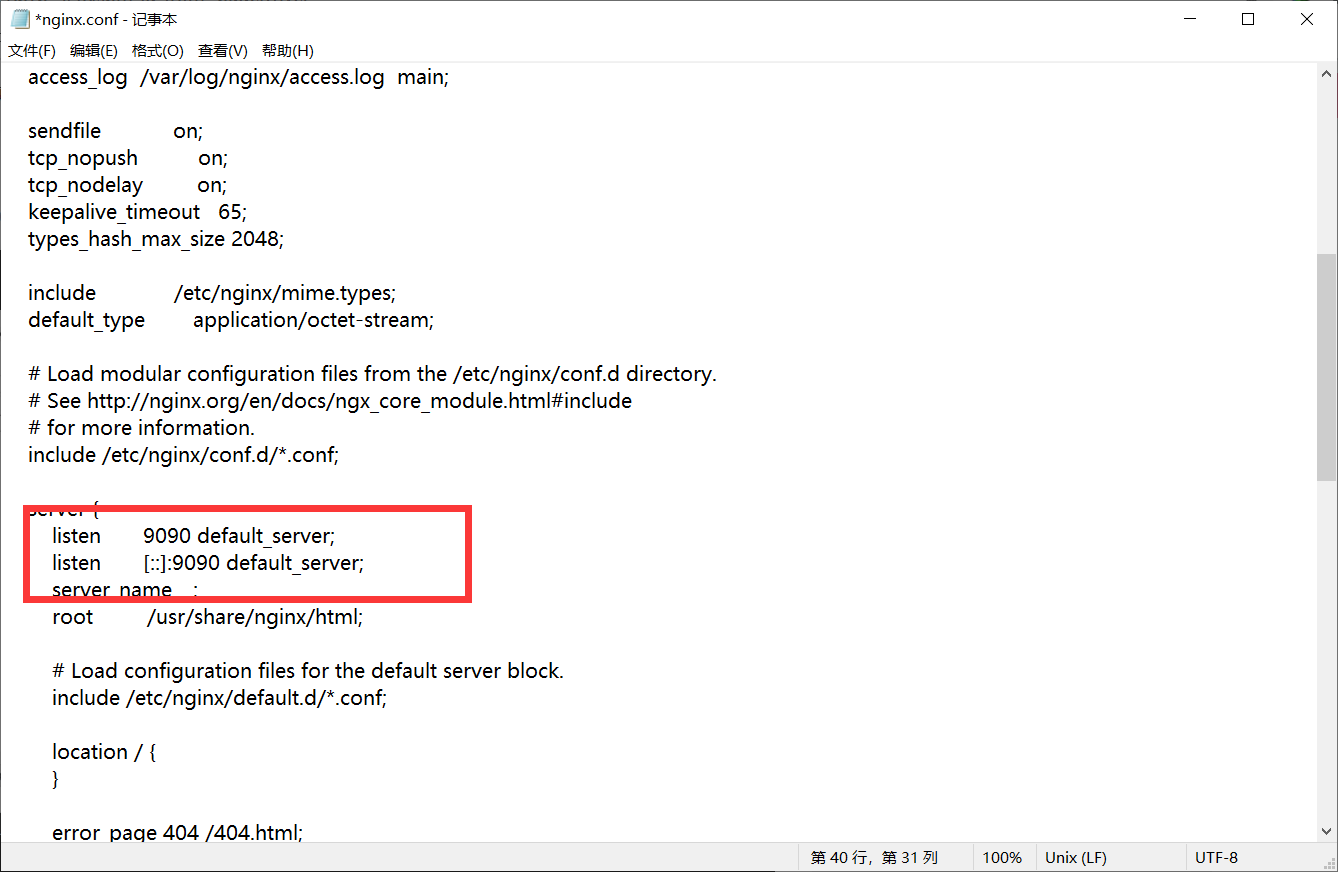 *nginx.conf - 记事本
文件(F) 编辑(E) 格式(O) 查看(V) 帮助(H)
access_log /var/log/nginx/access.log main;
sendfile on;
tcp_nopush on;
tcp_nodelay on;
keepalive_timeout 65;
types_hash_max_size 2048;
include /etc/nginx/mime.types;
default_type application/octet-stream;
# Load modular configuration files from the /etc/nginx/conf.d directory.
# See http://nginx.org/en/docs/ngx_core_module.html#include
# for more information.
include /etc/nginx/conf.d/*.conf;
server {
listen 9090 default_server;
listen [::]:9090 default_server;
server_name ;
root /usr/share/nginx/html;
# Load configuration files for the default server block.
include /etc/nginx/default.d/*.conf;
location / {
}
error_page 404 /404.html;
第 40 行，第 31 列 100% Unix (LF) UTF-8